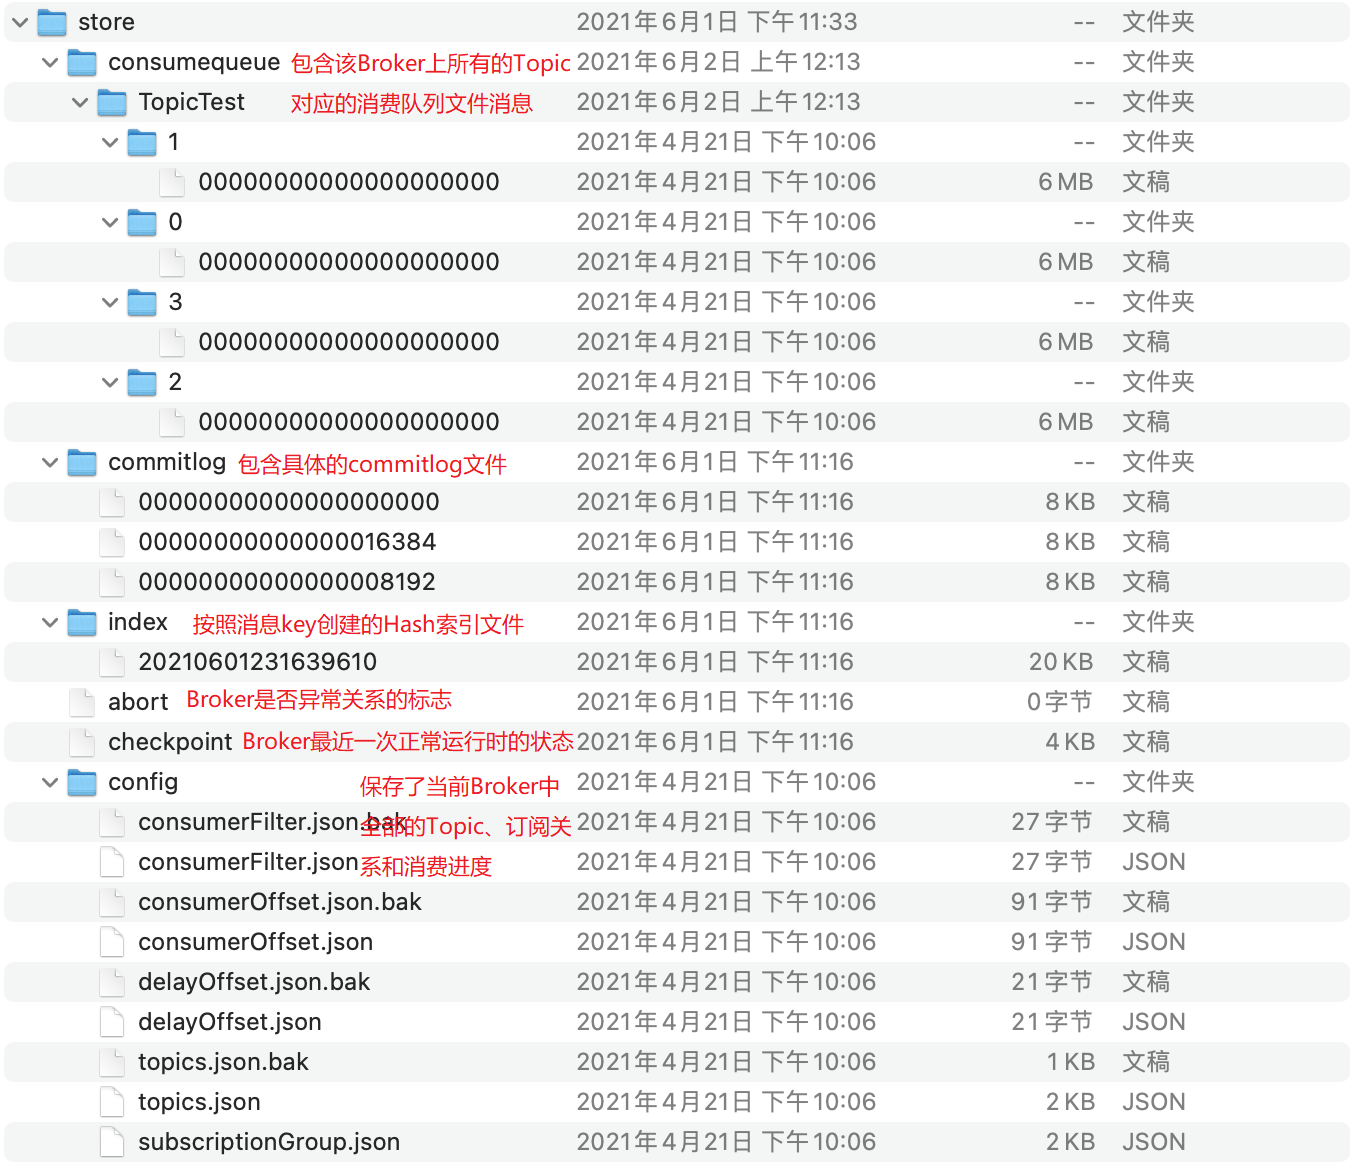 store 2021年6月1日 下午11:33 -- 文件夹
consumequeue 包含该Broker上所有的Topic 2021年6月2日 上午12:13 -- 文件夹
TopicTest 对应的消费队列文件消息 2021年6月2日 上午12:13 -- 文件夹
1 2021年4月21日 下午10:06 -- 文件夹
00000000000000000000 2021年4月21日 下午10:06 6 MB 文稿
0 2021年4月21日 下午10:06 -- 文件夹
00000000000000000000 2021年4月21日 下午10:06 6 MB 文稿
3 2021年4月21日 下午10:06 -- 文件夹
00000000000000000000 2021年4月21日 下午10:06 6 MB 文稿
2 2021年4月21日 下午10:06 -- 文件夹
00000000000000000000 2021年4月21日 下午10:06 6 MB 文稿
commitlog 包含具体的commitlog文件 2021年6月1日 下午11:16 -- 文件夹
00000000000000000000 2021年6月1日 下午11:16 8 KB 文稿
00000000000000016384 2021年6月1日 下午11:16 8 KB 文稿
00000000000000008192 2021年6月1日 下午11:16 8 KB 文稿
index 按照消息key创建的Hash索引文件 2021年6月1日 下午11:16 -- 文件夹
20210601231639610 2021年6月1日 下午11:16 20 KB 文稿
abort Broker是否异常关系的标志 2021年6月1日 下午11:16 0 字节 文稿
checkpoint Broker最近一次正常运行时的状态 2021年6月1日 下午11:16 4 KB 文稿
config 保存了当前Broker中 2021年4月21日 下午10:06 -- 文件夹
consumerFilter.json.bak 全部的Topic、订阅关 2021年4月21日 下午10:06 27 字节 文稿
consumerFilter.json 系和消费进度 2021年4月21日 下午10:06 27 字节 JSON
consumerOffset.json.bak 2021年4月21日 下午10:06 91 字节 文稿
consumerOffset.json 2021年4月21日 下午10:06 91 字节 JSON
delayOffset.json.bak 2021年4月21日 下午10:06 21 字节 文稿
delayOffset.json 2021年4月21日 下午10:06 21 字节 JSON
topics.json.bak 2021年4月21日 下午10:06 1 KB 文稿
topics.json 2021年4月21日 下午10:06 2 KB JSON
subscriptionGroup.json 2021年4月21日 下午10:06 2 KB JSON